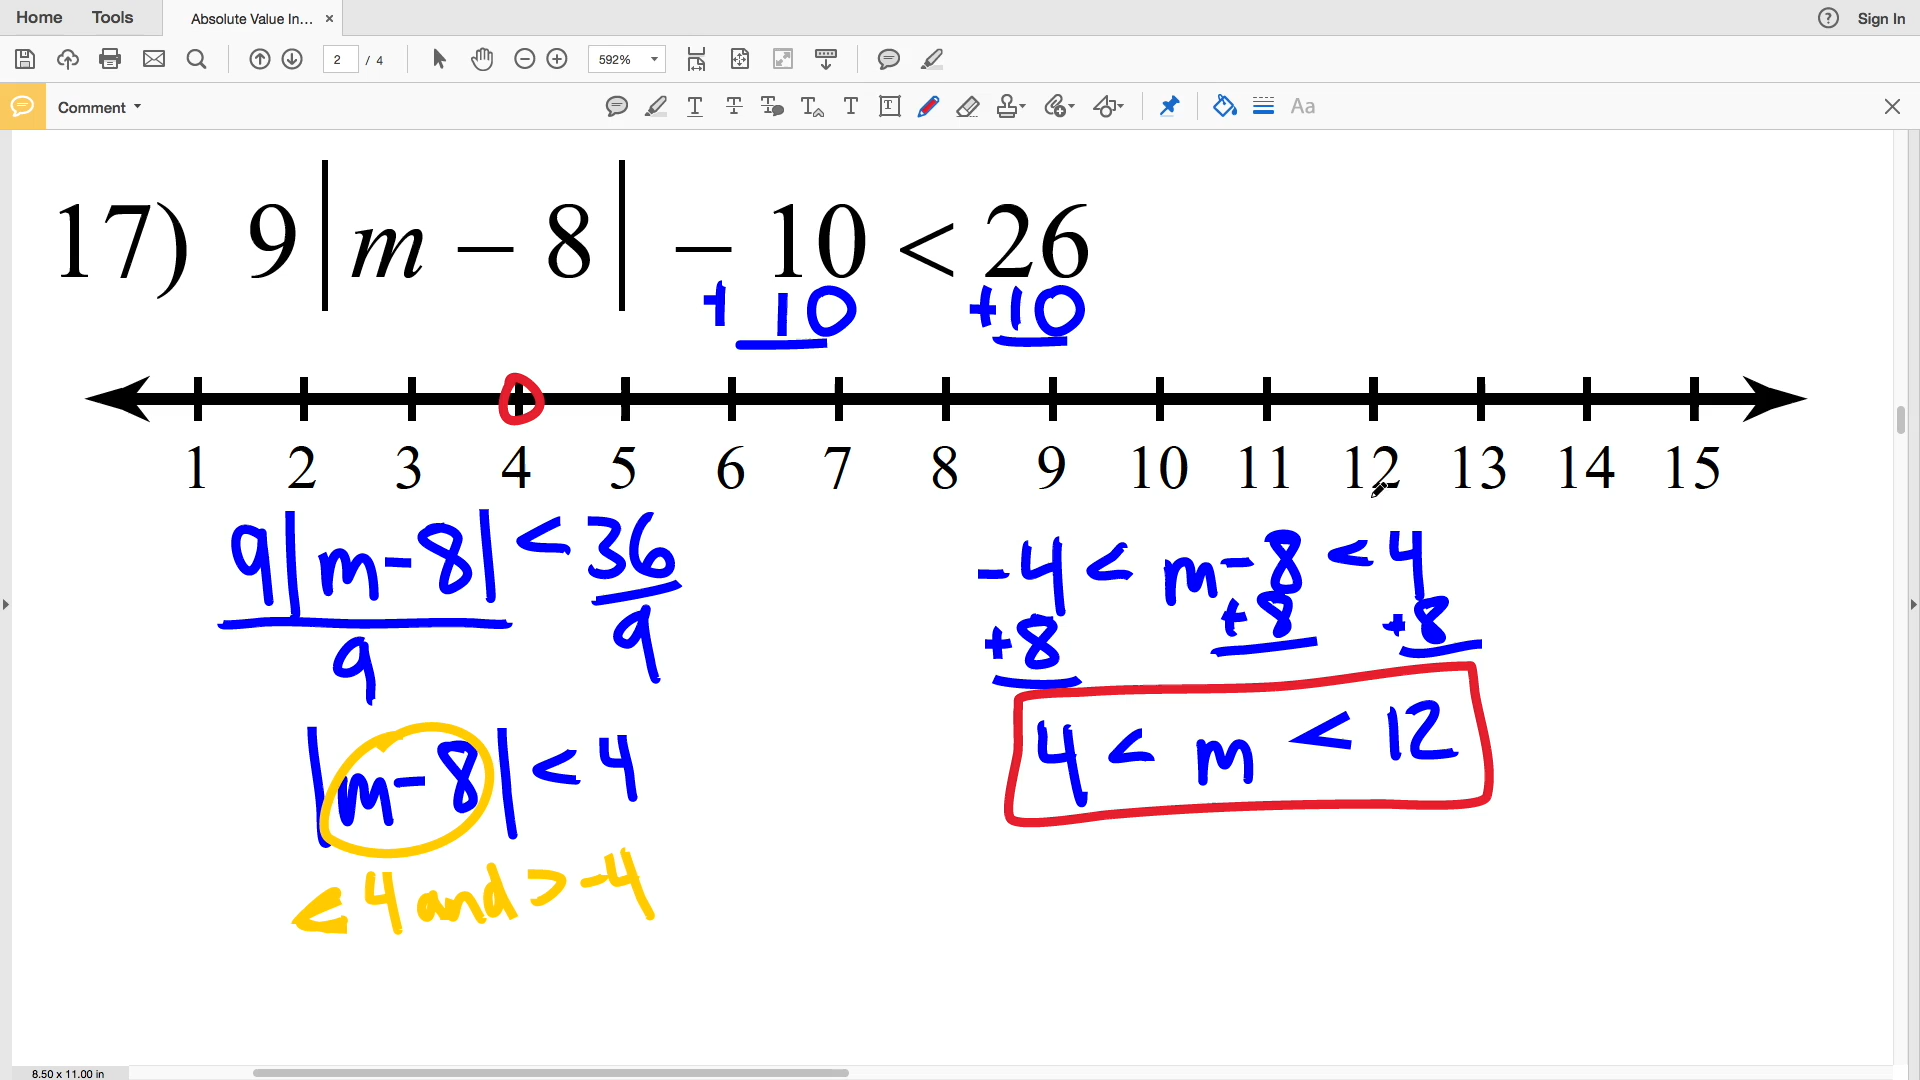 Home Tools Absolute Value In... × ? Sign In
2 / 4 592%
Comment T T T T T T Aa
17) 9|m − 8| − 10 < 26
+ 10 +10
1 2 3 4 5 6 7 8 9 10 11 12 13 14 15
9|m-8| < 36
9 9
|m-8| < 4
< 4 and > -4
-4 < m-8 < 4
+8 +8 +8
4 < m < 12
8.50 x 11.00 in